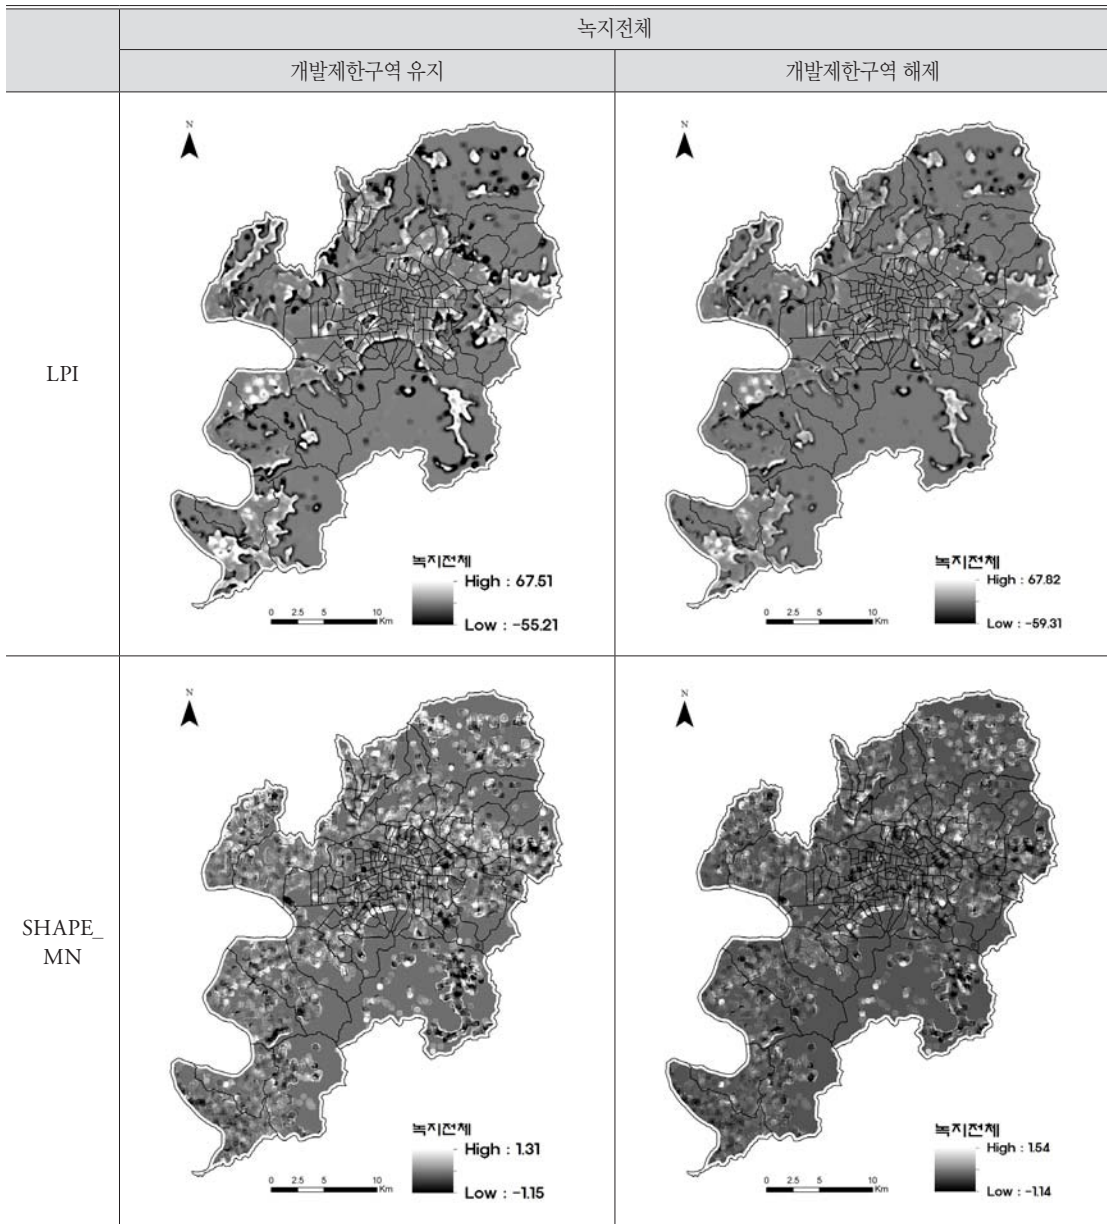 녹지전체
개발제한구역 유지
개발제한구역 해제
LPI
N
녹지전체
High : 67.51
Low : -55.21
0 2.5 5 10
Km
N
녹지전체
High : 67.82
Low : -59.31
0 2.5 5 10
Km
SHAPE_
MN
N
녹지전체
High : 1.31
Low : -1.15
0 2.5 5 10
Km
N
녹지전체
High : 1.54
Low : -1.14
0 2.5 5 10
Km